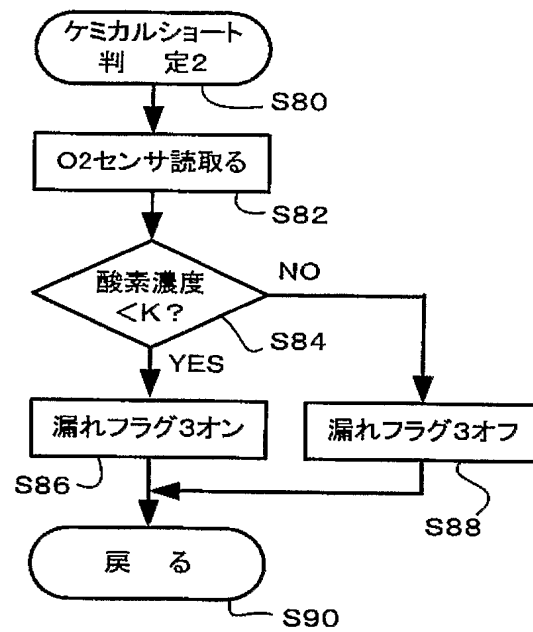 ケミカルショート
判 定2
S80
O2センサ読取る
S82
酸素濃度
<K?
NO
S84
YES
漏れフラグ3オン
漏れフラグ3オフ
S86
S88
戻 る
S90